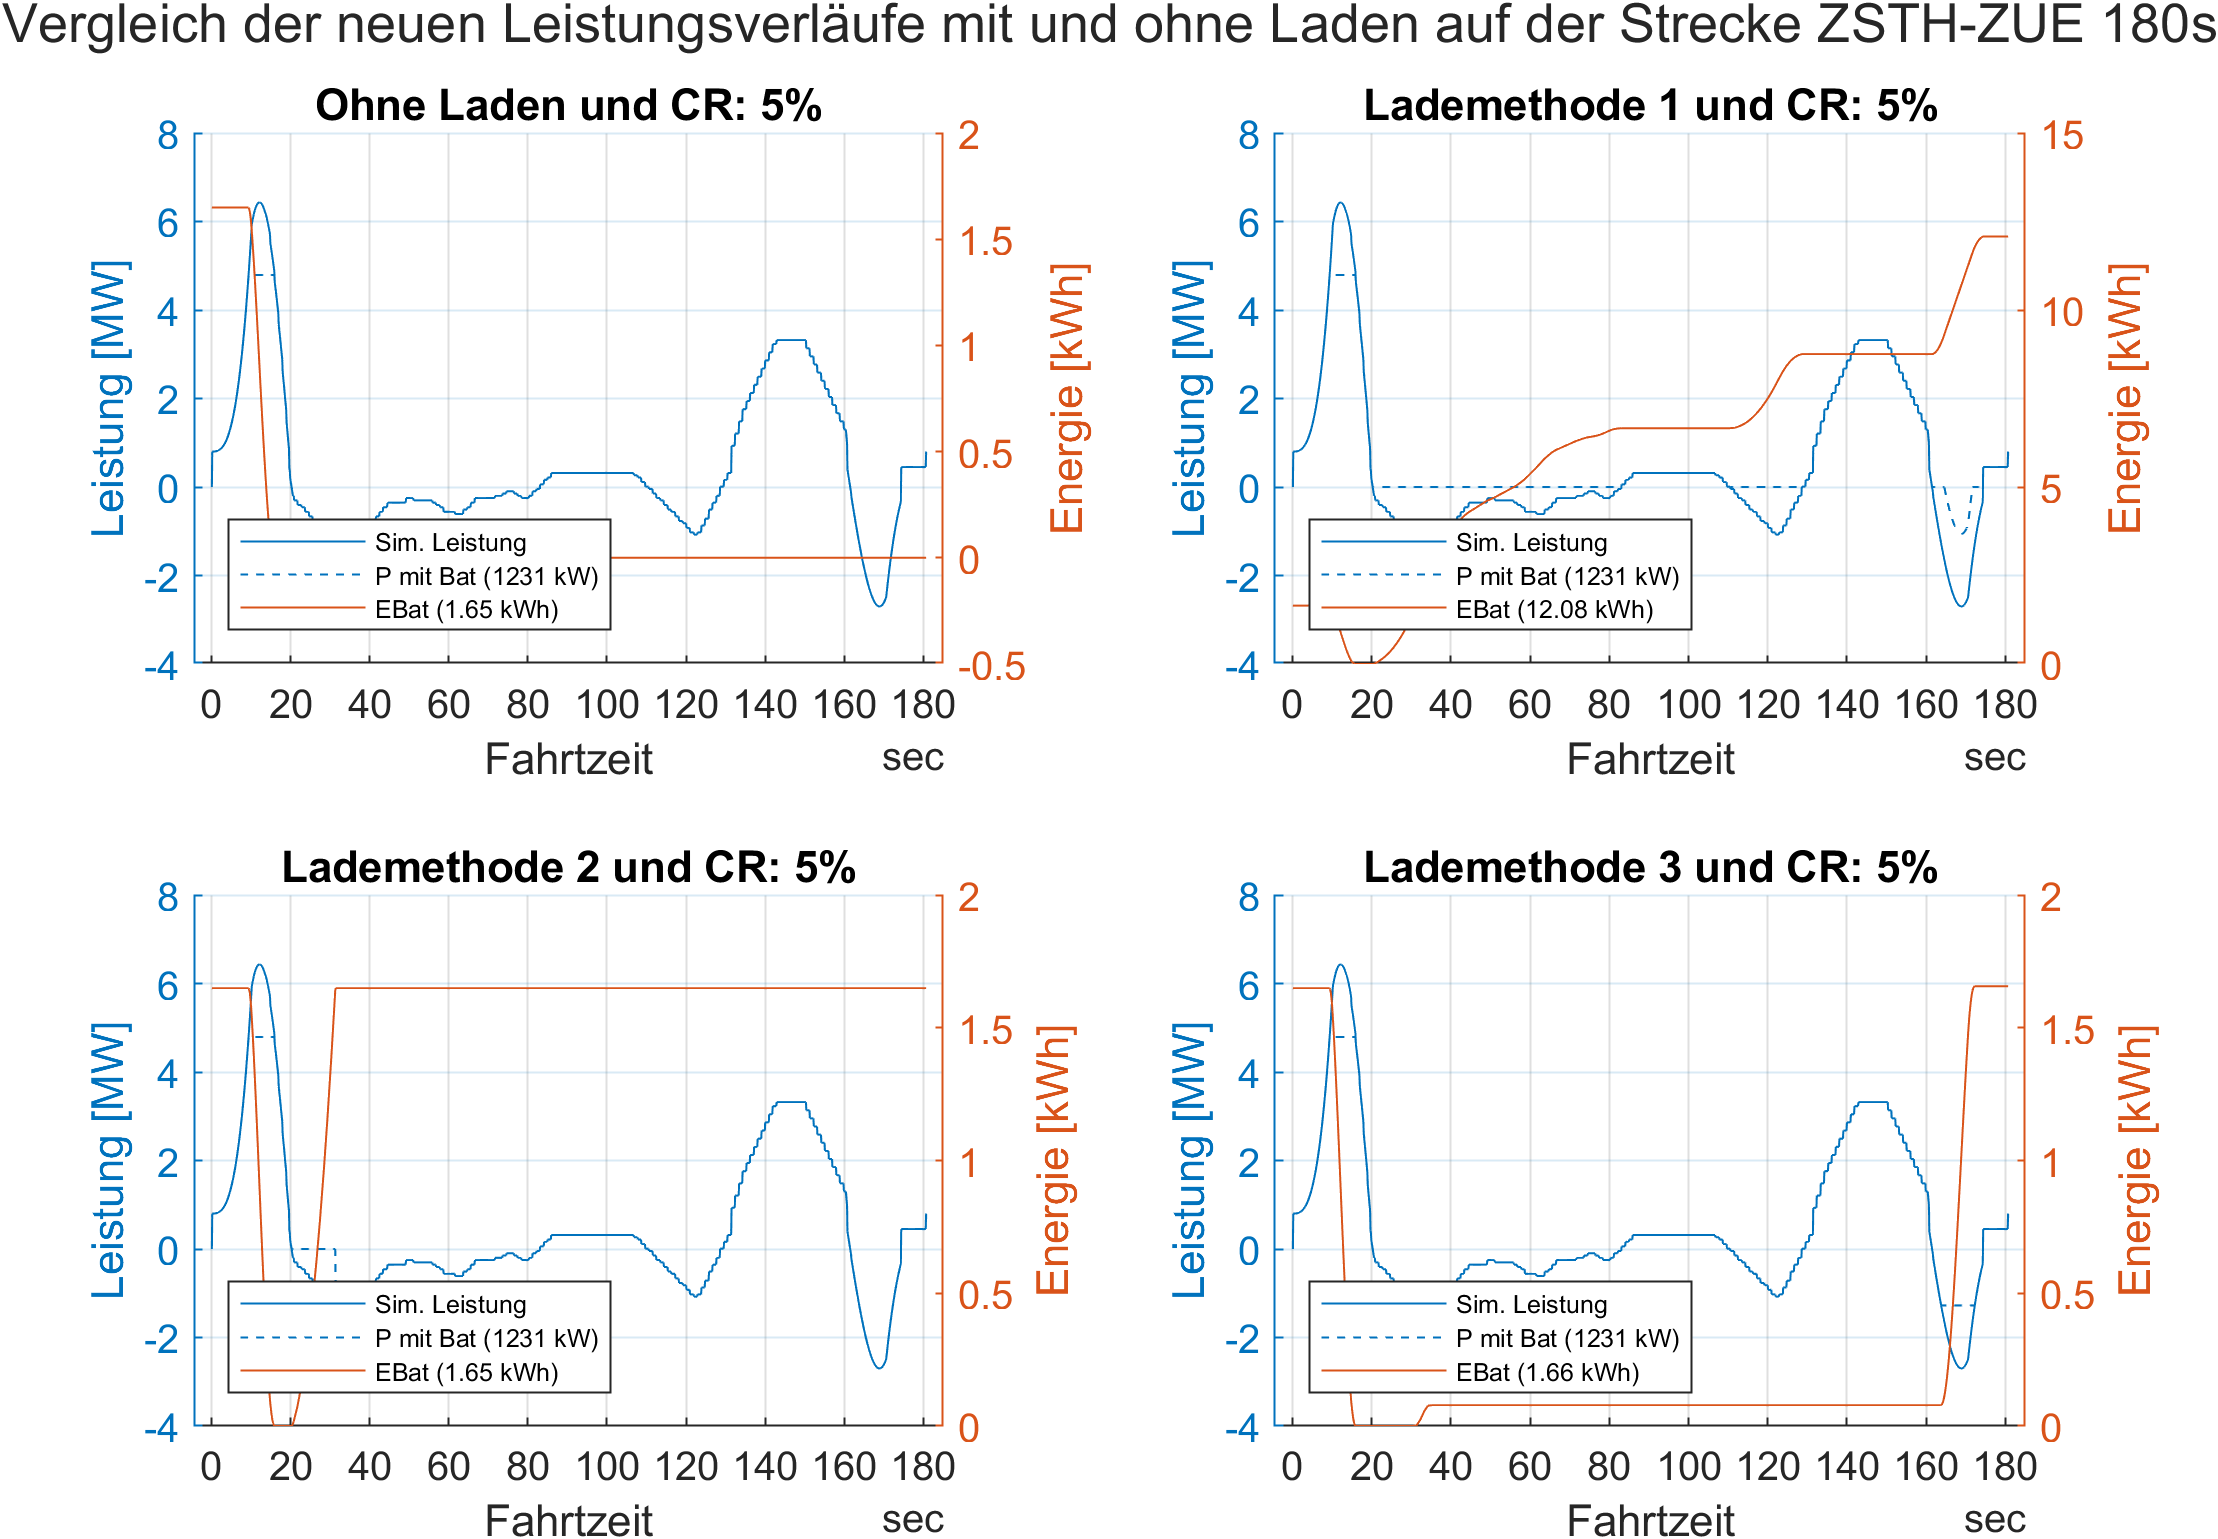 Vergleich der neuen Leistungsverläufe mit und ohne Laden auf der Strecke ZSTH-ZUE 180s
Ohne Laden und CR: 5%
8
6
4
2
0
-2
-4
Leistung [MW]
2
1.5
1
0.5
0
-0.5
Energie [kWh]
Sim. Leistung
P mit Bat (1231 kW)
EBat (1.65 kWh)
0 20 40 60 80 100 120 140 160 180
Fahrtzeit sec
Lademethode 1 und CR: 5%
8
6
4
2
0
-2
-4
Leistung [MW]
15
10
5
0
Energie [kWh]
Sim. Leistung
P mit Bat (1231 kW)
EBat (12.08 kWh)
0 20 40 60 80 100 120 140 160 180
Fahrtzeit sec
Lademethode 2 und CR: 5%
8
6
4
2
0
-2
-4
Leistung [MW]
2
1.5
1
0.5
0
Energie [kWh]
Sim. Leistung
P mit Bat (1231 kW)
EBat (1.65 kWh)
0 20 40 60 80 100 120 140 160 180
Fahrtzeit sec
Lademethode 3 und CR: 5%
8
6
4
2
0
-2
-4
Leistung [MW]
2
1.5
1
0.5
0
Energie [kWh]
Sim. Leistung
P mit Bat (1231 kW)
EBat (1.66 kWh)
0 20 40 60 80 100 120 140 160 180
Fahrtzeit sec